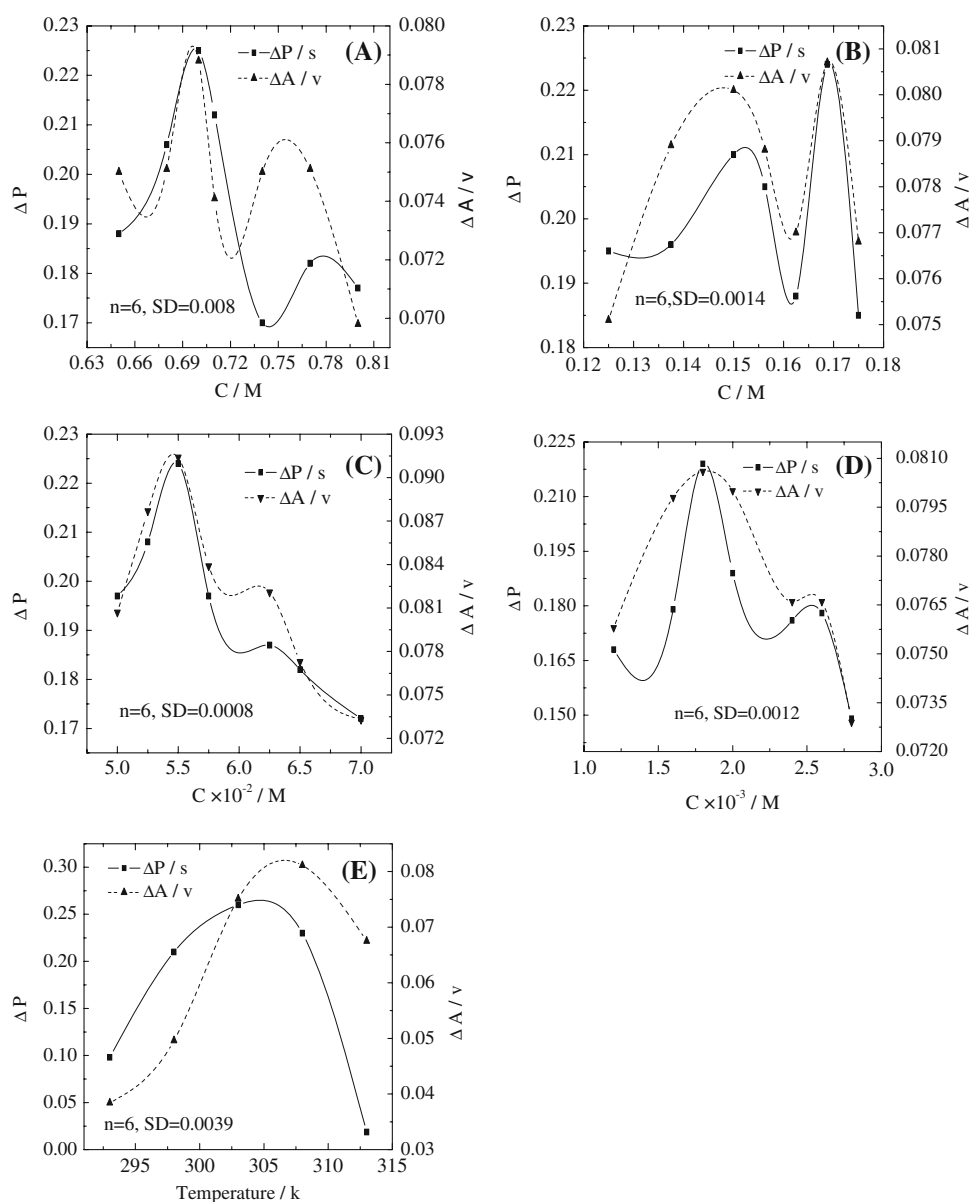 0.23
0.22
0.21
0.20
0.19
0.18
0.17
ΔP
ΔP / s
ΔA / v
(A)
n=6, SD=0.008
0.080
0.078
0.076
0.074
0.072
0.070
ΔA / v
0.63 0.66 0.69 0.72 0.75 0.78 0.81
C / M
0.23
0.22
0.21
0.20
0.19
0.18
ΔP
ΔP / s
ΔA / v
(B)
n=6,SD=0.0014
0.081
0.080
0.079
0.078
0.077
0.076
0.075
ΔA / v
0.12 0.13 0.14 0.15 0.16 0.17 0.18
C / M
0.23
0.22
0.21
0.20
0.19
0.18
0.17
ΔP
ΔP / s
ΔA / v
(C)
n=6, SD=0.0008
0.093
0.090
0.087
0.084
0.081
0.078
0.075
0.072
ΔA / v
5.0 5.5 6.0 6.5 7.0
C ×10⁻² / M
0.225
0.210
0.195
0.180
0.165
0.150
ΔP
ΔP / s
ΔA / v
(D)
n=6, SD=0.0012
0.0810
0.0795
0.0780
0.0765
0.0750
0.0735
0.0720
ΔA / v
1.0 1.5 2.0 2.5 3.0
C ×10⁻³ / M
0.30
0.25
0.20
0.15
0.10
0.05
0.00
ΔP
ΔP / s
ΔA / v
(E)
n=6, SD=0.0039
0.08
0.07
0.06
0.05
0.04
0.03
ΔA / v
295 300 305 310 315
Temperature / k